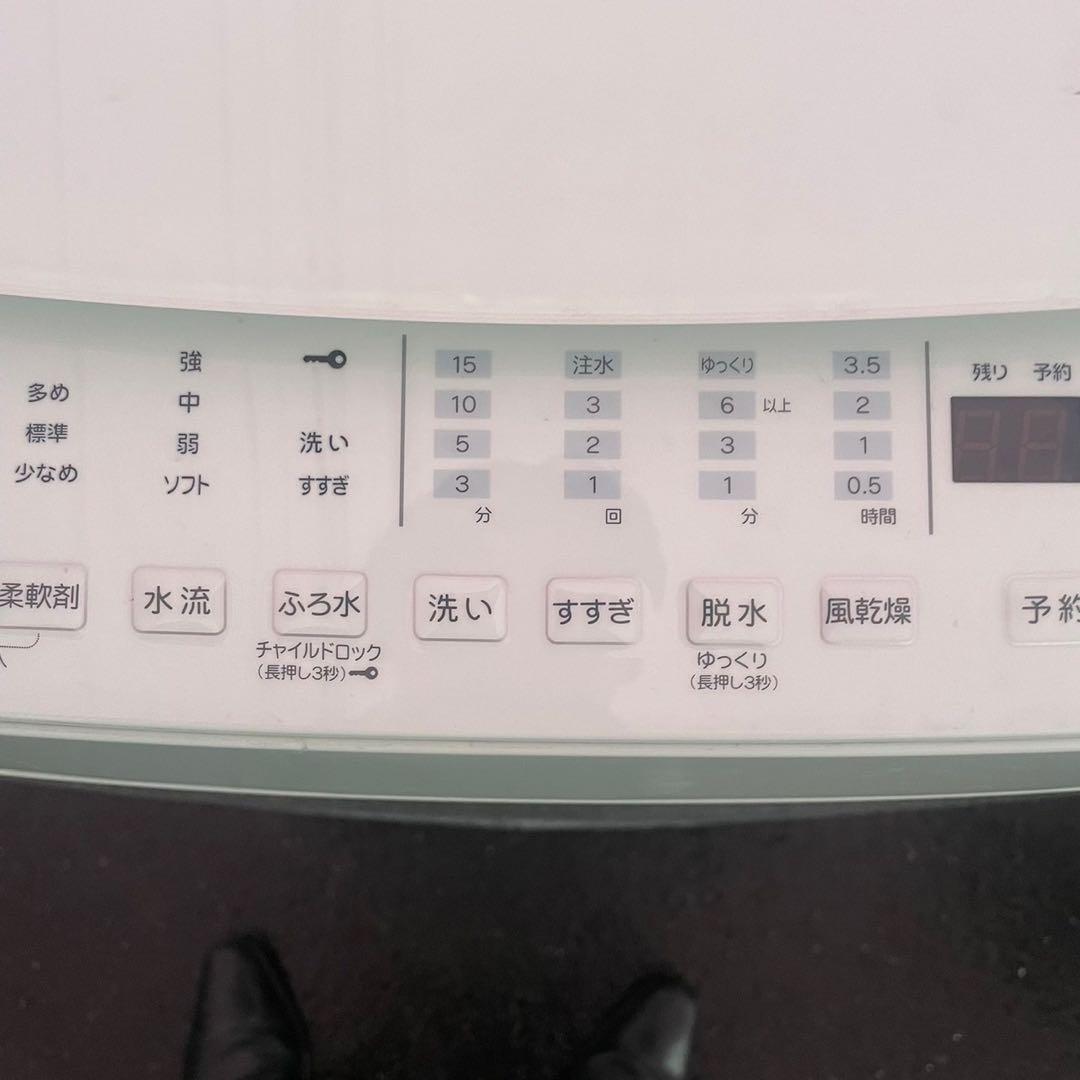 強
多め 中
標準 弱 洗い
少なめ ソフト すすぎ
15 注水 ゆっくり 3.5
10 3 6 以上 2
5 2 3 1
3 1 1 0.5
分 回 分 時間
残り 予約
柔軟剤 水流 ふろ水 洗い すすぎ 脱水 風乾燥 予約
チャイルドロック
(長押し3秒)
ゆっくり
(長押し3秒)